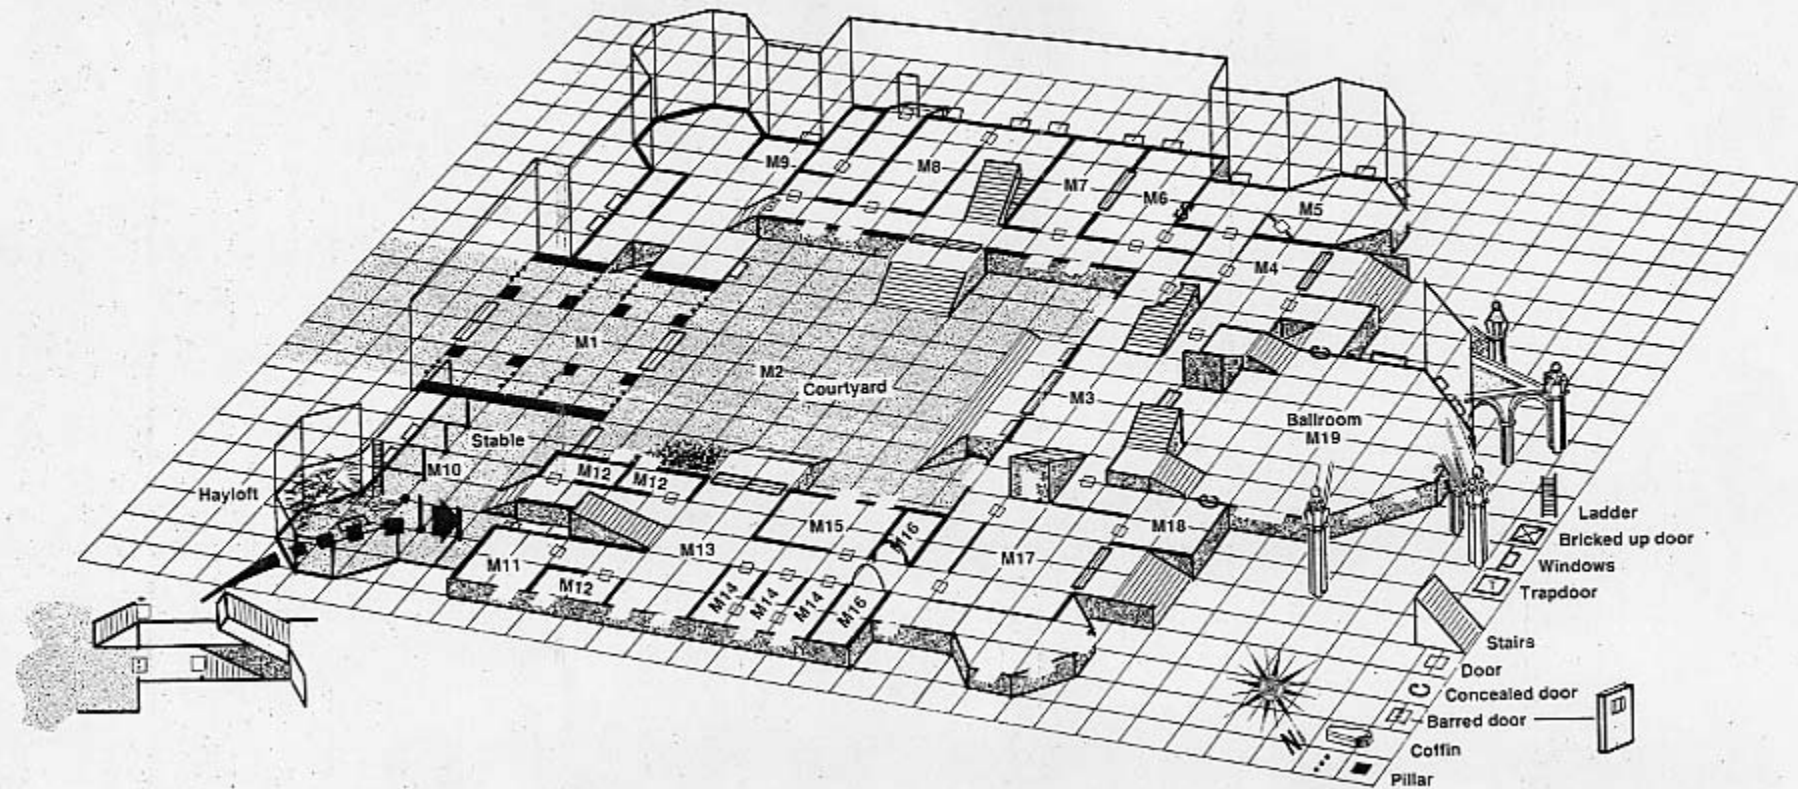 M9
M8
M7
M6
S
M5
M4
M1
M2
Courtyard
M3
C
Ballroom
M19
Stable
M10
Hayloft
M12
M12
M15
M16
C
M18
M13
M17
M11
M12
M14
M14
M14
M16
Ladder
Bricked up door
Windows
T
Trapdoor
Stairs
Door
C
Concealed door
Barred door
Coffin
N
Pillar